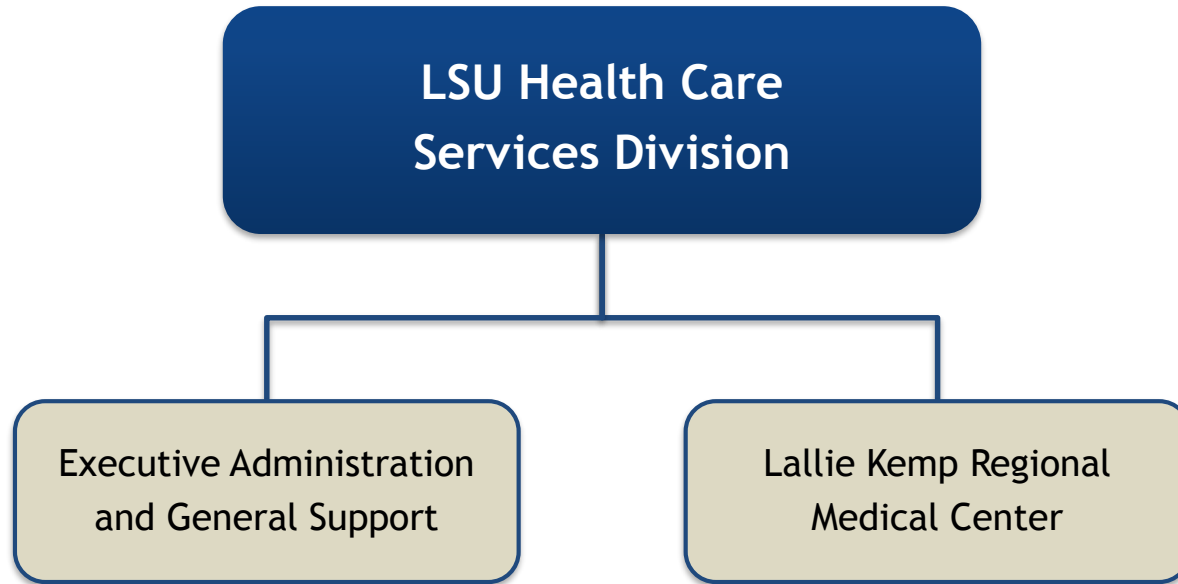 LSU Health Care
Services Division
Executive Administration
and General Support
Lallie Kemp Regional
Medical Center